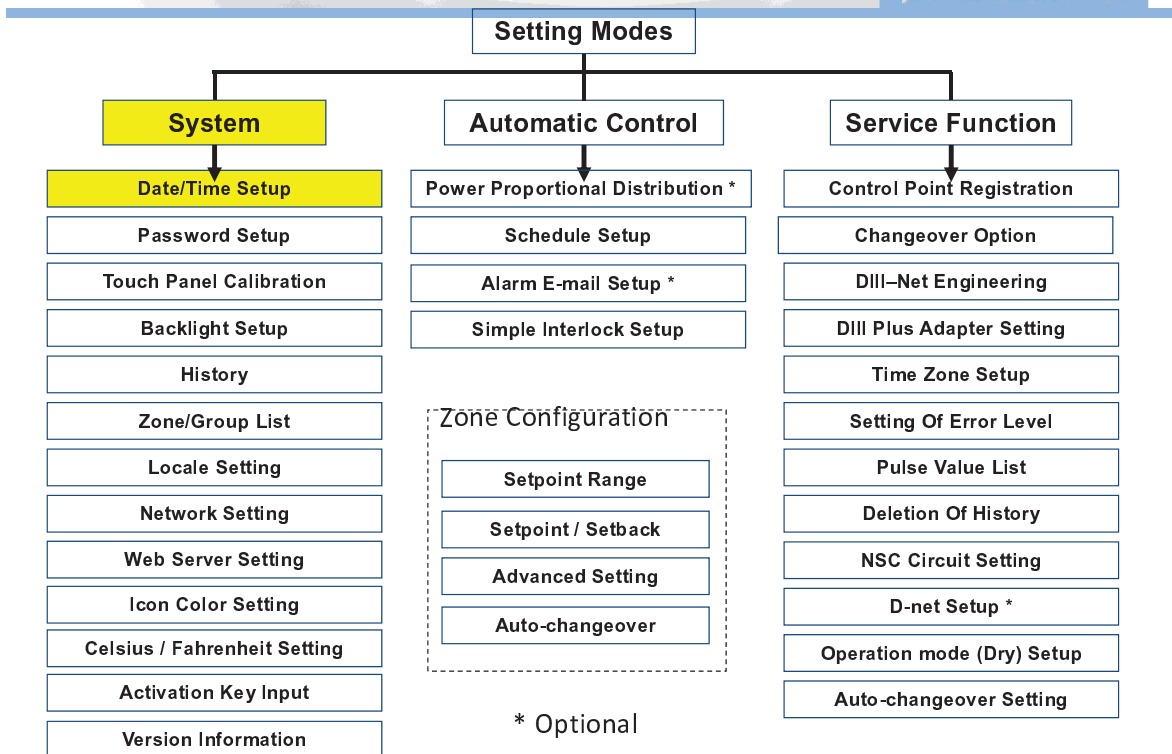 Setting Modes
System
Date/Time Setup
Password Setup
Touch Panel Calibration
Backlight Setup
History
Zone/Group List
Locale Setting
Network Setting
Web Server Setting
Icon Color Setting
Celsius / Fahrenheit Setting
Activation Key Input
Version Information
Automatic Control
Power Proportional Distribution *
Schedule Setup
Alarm E-mail Setup *
Simple Interlock Setup
Zone Configuration
Setpoint Range
Setpoint / Setback
Advanced Setting
Auto-changeover
* Optional
Service Function
Control Point Registration
Changeover Option
DIII–Net Engineering
DIII Plus Adapter Setting
Time Zone Setup
Setting Of Error Level
Pulse Value List
Deletion Of History
NSC Circuit Setting
D-net Setup *
Operation mode (Dry) Setup
Auto-changeover Setting